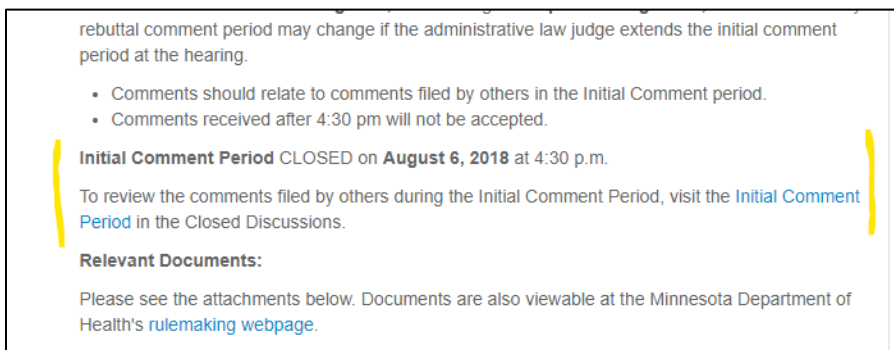 rebuttal comment period may change if the administrative law judge extends the initial comment
period at the hearing.
• Comments should relate to comments filed by others in the Initial Comment period.
• Comments received after 4:30 pm will not be accepted.
Initial Comment Period CLOSED on August 6, 2018 at 4:30 p.m.
To review the comments filed by others during the Initial Comment Period, visit the Initial Comment
Period in the Closed Discussions.
Relevant Documents:
Please see the attachments below. Documents are also viewable at the Minnesota Department of
Health's rulemaking webpage.